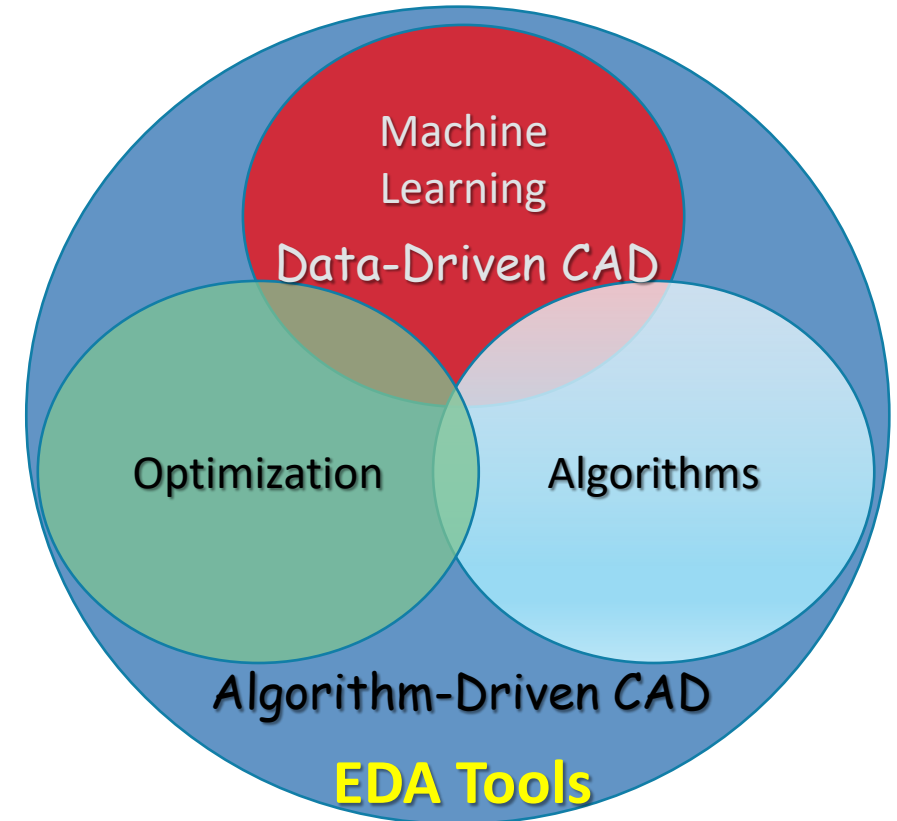 Machine
Learning
Data-Driven CAD
Optimization
Algorithms
Algorithm-Driven CAD
EDA Tools